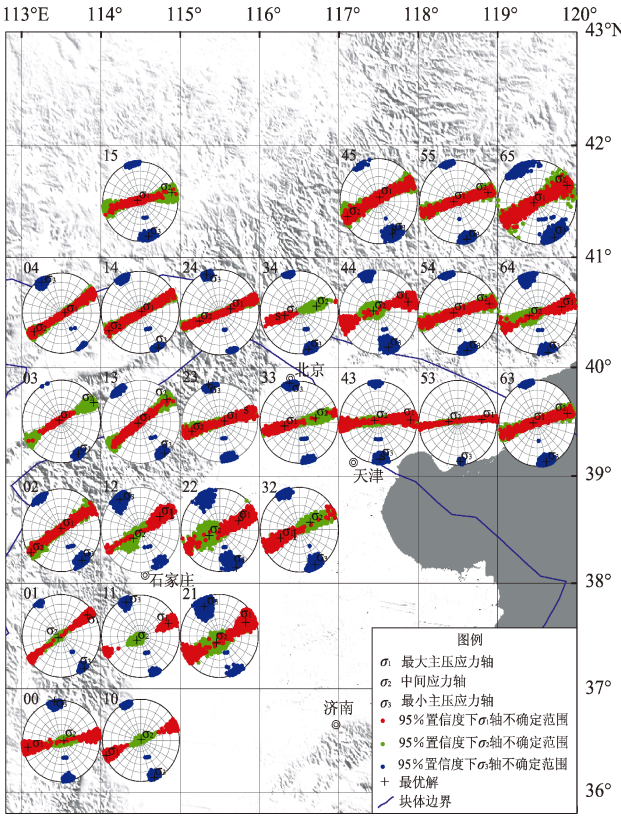 113°E 114° 115° 116° 117° 118° 119° 120°
43°N
42°
15 45 55 65
41°
04 14 24 34 44 54 64
40°
北京
03 13 23 33 43 53 63
39°
天津
02 12 22 32
38°
石家庄
01 11 21
37°
00 10
济南
36°
图例
σ1 最大主压应力轴
σ2 中间应力轴
σ3 最小主压应力轴
95%置信度下σ1轴不确定范围
95%置信度下σ2轴不确定范围
95%置信度下σ3轴不确定范围
+ 最优解
块体边界